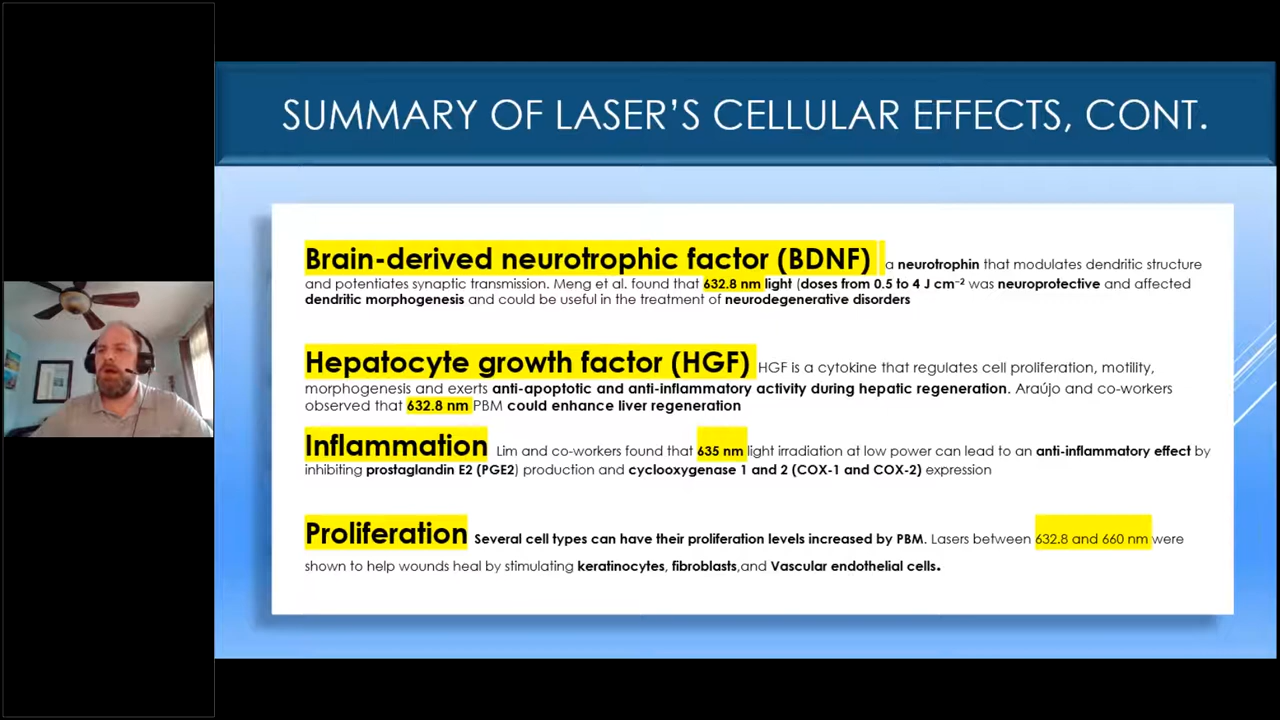 SUMMARY OF LASER'S CELLULAR EFFECTS, CONT.
Brain-derived neurotrophic factor (BDNF) a neurotrophin that modulates dendritic structure
and potentiates synaptic transmission. Meng et al. found that 632.8 nm light (doses from 0.5 to 4 J cm⁻² was neuroprotective and affected
dendritic morphogenesis and could be useful in the treatment of neurodegenerative disorders
Hepatocyte growth factor (HGF) HGF is a cytokine that regulates cell proliferation, motility,
morphogenesis and exerts anti-apoptotic and anti-inflammatory activity during hepatic regeneration. Araújo and co-workers
observed that 632.8 nm PBM could enhance liver regeneration
Inflammation Lim and co-workers found that 635 nm light irradiation at low power can lead to an anti-inflammatory effect by
inhibiting prostaglandin E2 (PGE2) production and cyclooxygenase 1 and 2 (COX-1 and COX-2) expression
Proliferation Several cell types can have their proliferation levels increased by PBM. Lasers between 632.8 and 660 nm were
shown to help wounds heal by stimulating keratinocytes, fibroblasts,and Vascular endothelial cells.